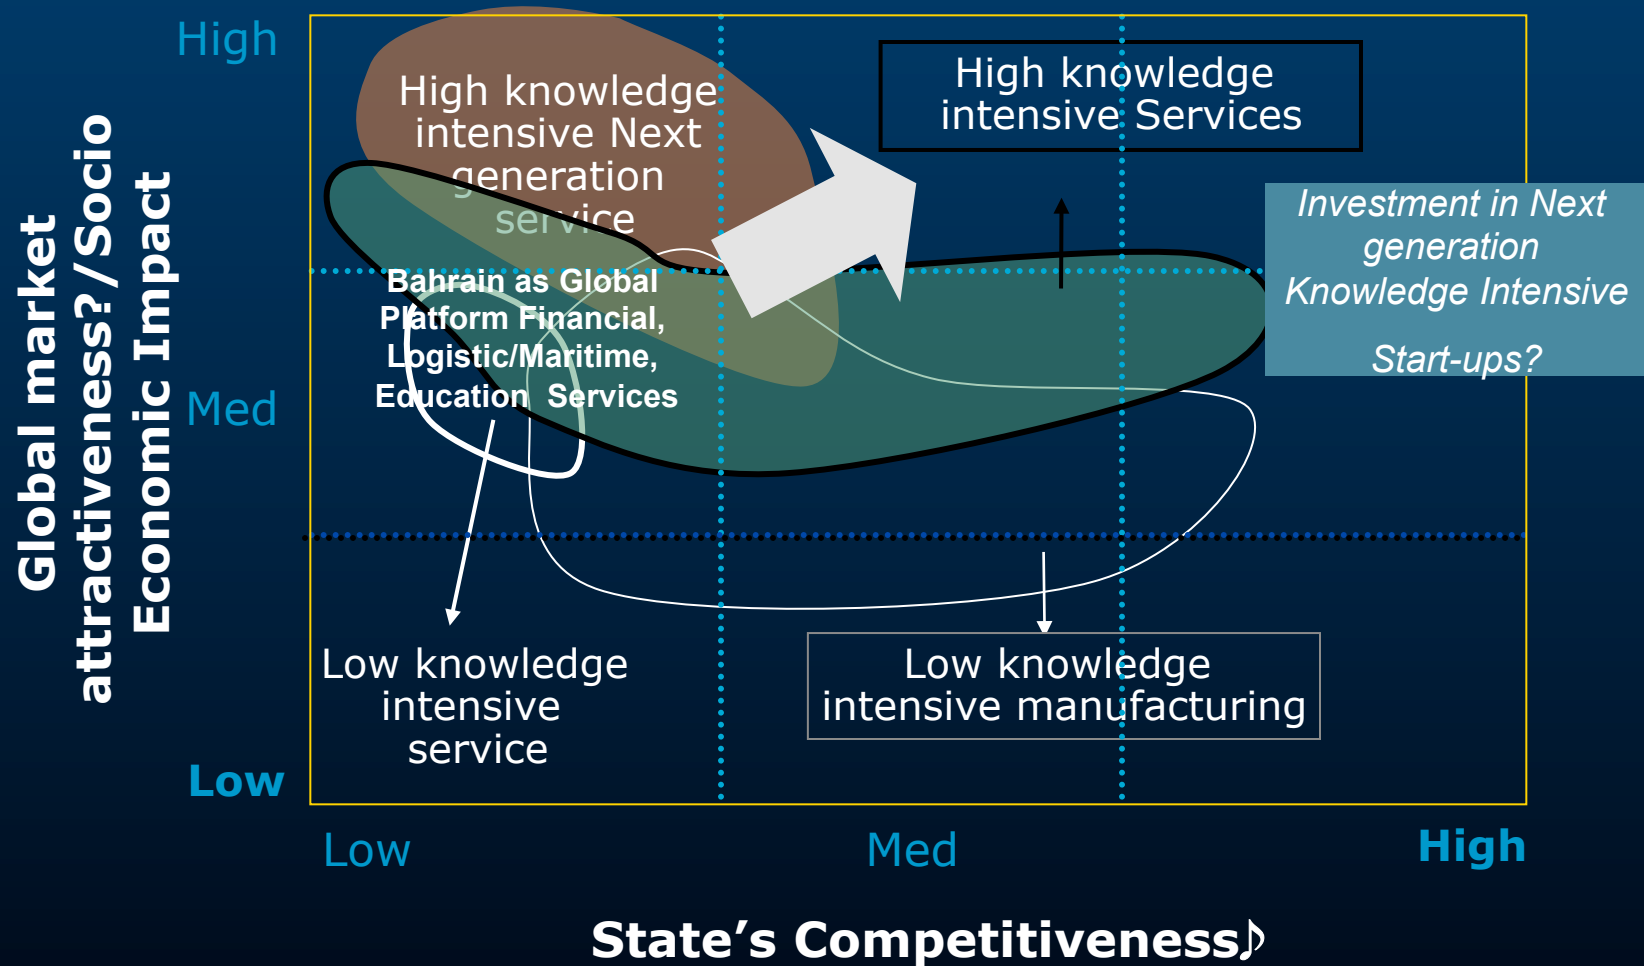 Global market
attractiveness?/Socio
Economic Impact
High
Med
Low
High knowledge
intensive Next
generation
service
High knowledge
intensive Services
Bahrain as Global
Platform Financial,
Logistic/Maritime,
Education Services
Investment in Next
generation
Knowledge Intensive
Start-ups?
Low knowledge
intensive
service
Low knowledge
intensive manufacturing
Low
Med
High
State’s Competitiveness♪